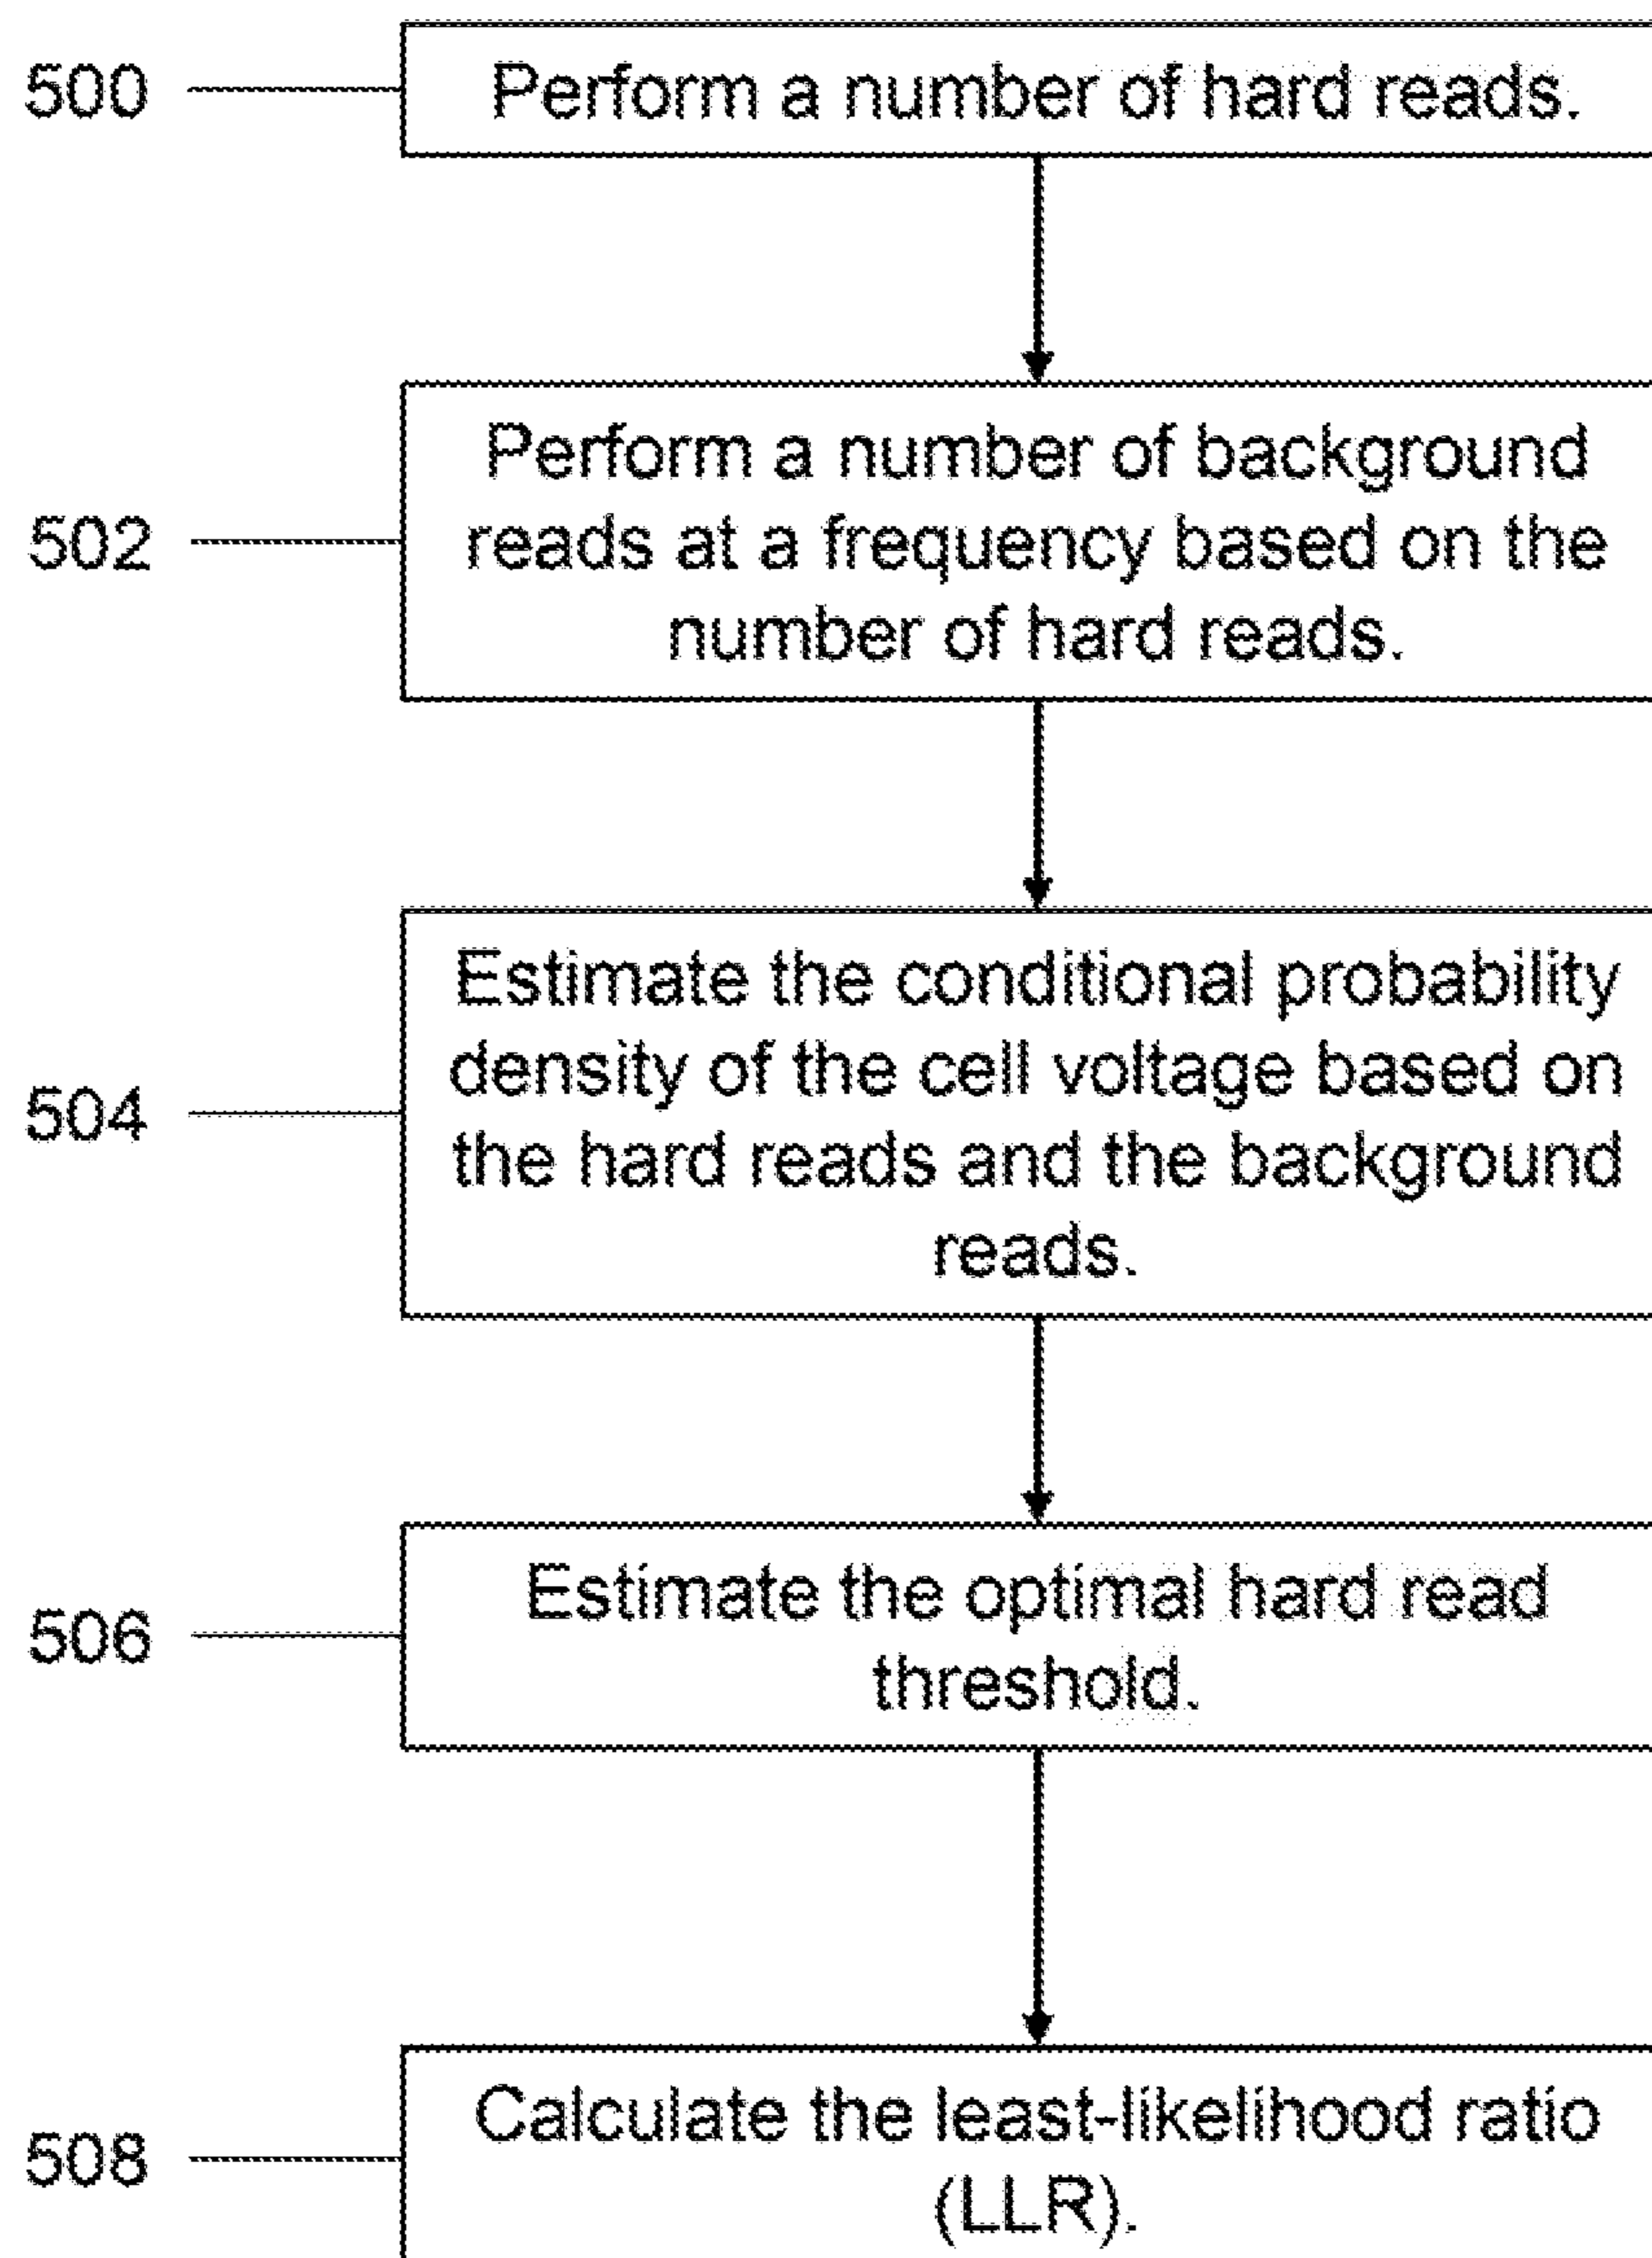 500
Perform a number of hard reads.
502
Perform a number of background
reads at a frequency based on the
number of hard reads.
504
Estimate the conditional probability
density of the cell voltage based on
the hard reads and the background
reads.
506
Estimate the optimal hard read
threshold.
508
Calculate the least-likelihood ratio
(LLR).